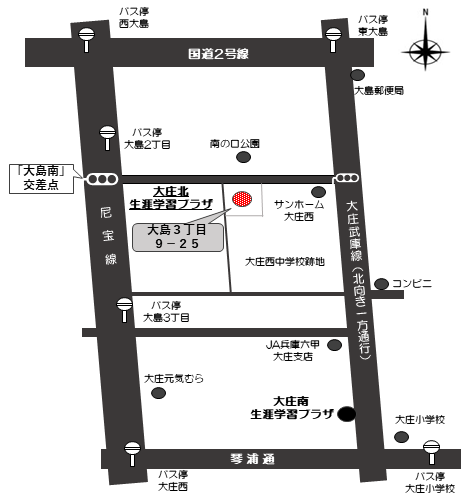 バス停
西大島
バス停
東大島
N
国道2号線
大島郵便局
バス停
大島2丁目
南の口公園
「大島南」
交差点
大庄北
生涯学習プラザ
サンホーム
大庄西
大島3丁目
9－25
尼宝線
大庄武庫線(北向き一方通行)
大庄西中学校跡地
コンビニ
バス停
大島3丁目
JA兵庫六甲
大庄支店
大庄元気むら
大庄南
生涯学習プラザ
大庄小学校
琴浦通
バス停
大庄西
バス停
大庄小学校